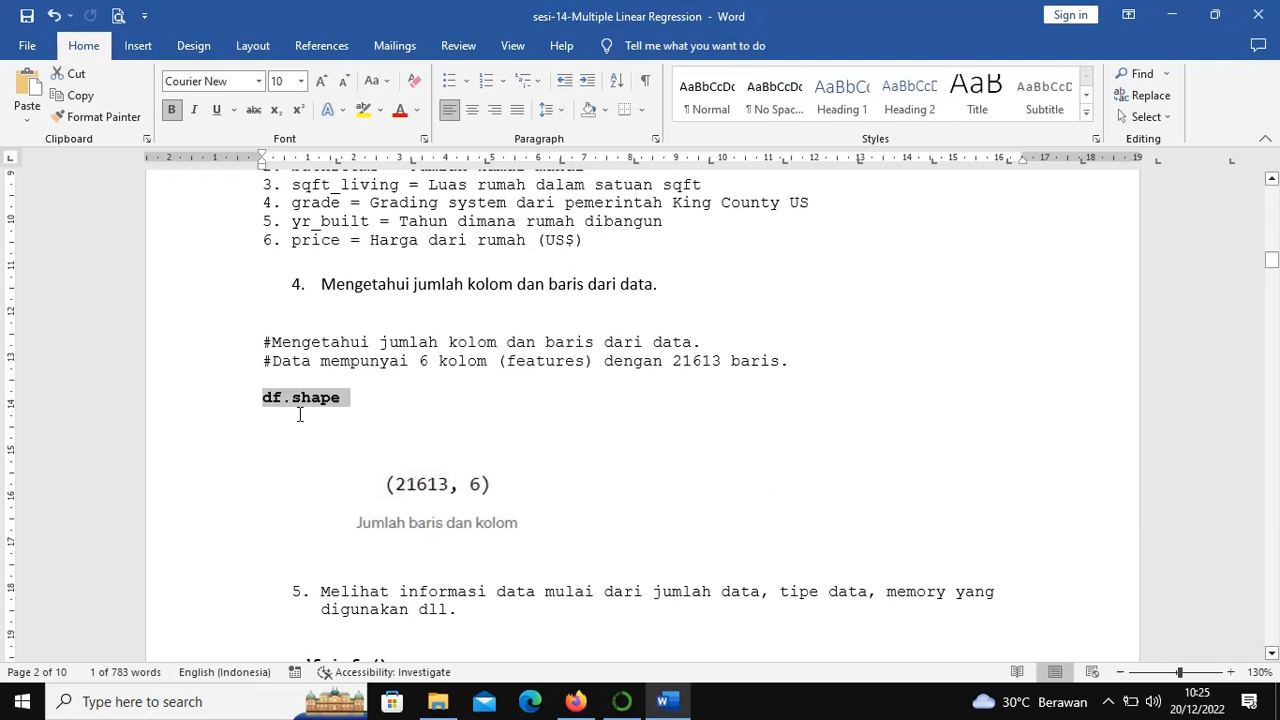 sesi-14-Multiple Linear Regression - Word
Sign in
File Home Insert Design Layout References Mailings Review View Help Tell me what you want to do
Paste
Cut
Copy
Format Painter
Clipboard
Courier New 10
Font
Paragraph
AaBbCcDc AaBbCcDc AaBbCc AaBbCcD AaB AaBbCcD
¶ Normal ¶ No Spac... Heading 1 Heading 2 Title Subtitle
Styles
Find
Replace
Select
Editing
3. sqft_living = Luas rumah dalam satuan sqft
4. grade = Grading system dari pemerintah King County US
5. yr_built = Tahun dimana rumah dibangun
6. price = Harga dari rumah (US$)
4. Mengetahui jumlah kolom dan baris dari data.
#Mengetahui jumlah kolom dan baris dari data.
#Data mempunyai 6 kolom (features) dengan 21613 baris.
df.shape
(21613, 6)
Jumlah baris dan kolom
5. Melihat informasi data mulai dari jumlah data, tipe data, memory yang
digunakan dll.
Page 2 of 10 1 of 783 words English (Indonesia) Accessibility: Investigate 130%
Type here to search
30°C Berawan
10:25
20/12/2022